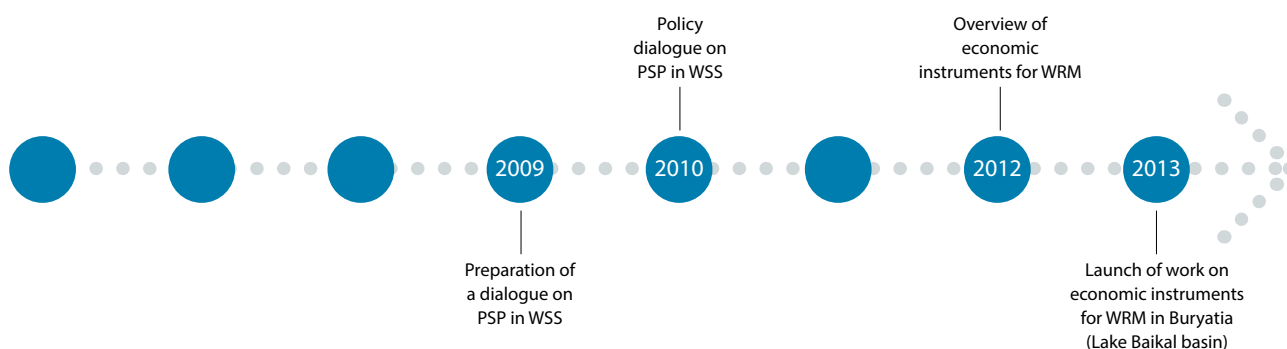 Policy
dialogue on
PSP in WSS
Overview of
economic
instruments for WRM
2009
2010
2012
2013
Preparation of
a dialogue on
PSP in WSS
Launch of work on
economic instruments
for WRM in Buryatia
(Lake Baikal basin)